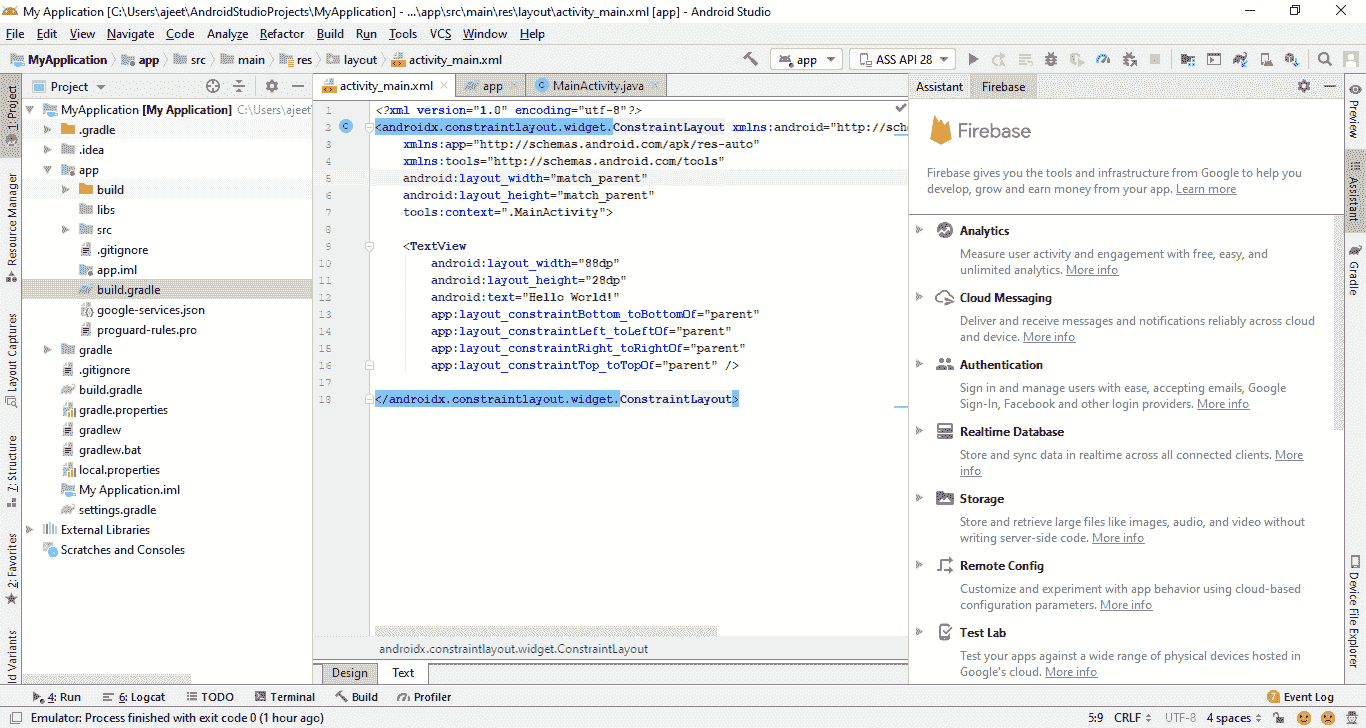 My Application [C:\Users\ajeet\AndroidStudioProjects\MyApplication] - ...\app\src\main\res\layout\activity_main.xml [app] - Android Studio
File Edit View Navigate Code Analyze Refactor Build Run Tools VCS Window Help
MyApplication app src main res layout activity_main.xml
app ASS API 28
1: Project
Resource Manager
Layout Captures
7: Structure
2: Favorites
ld Variants
Project
MyApplication [My Application] C:\Users\ajeet
.gradle
.idea
app
build
libs
src
.gitignore
app.iml
build.gradle
google-services.json
proguard-rules.pro
gradle
.gitignore
build.gradle
gradle.properties
gradlew
gradlew.bat
local.properties
My Application.iml
settings.gradle
External Libraries
Scratches and Consoles
activity_main.xml app MainActivity.java
1 <?xml version="1.0" encoding="utf-8"?>
2 <androidx.constraintlayout.widget.ConstraintLayout xmlns:android="http://sche
3 xmlns:app="http://schemas.android.com/apk/res-auto"
4 xmlns:tools="http://schemas.android.com/tools"
5 android:layout_width="match_parent"
6 android:layout_height="match_parent"
7 tools:context=".MainActivity">
8
9 <TextView
10 android:layout_width="88dp"
11 android:layout_height="28dp"
12 android:text="Hello World!"
13 app:layout_constraintBottom_toBottomOf="parent"
14 app:layout_constraintLeft_toLeftOf="parent"
15 app:layout_constraintRight_toRightOf="parent"
16 app:layout_constraintTop_toTopOf="parent" />
17
18 </androidx.constraintlayout.widget.ConstraintLayout>
androidx.constraintlayout.widget.ConstraintLayout
Design Text
Assistant Firebase
Firebase
Firebase gives you the tools and infrastructure from Google to help you
develop, grow and earn money from your app. Learn more
Analytics
Measure user activity and engagement with free, easy, and
unlimited analytics. More info
Cloud Messaging
Deliver and receive messages and notifications reliably across cloud
and device. More info
Authentication
Sign in and manage users with ease, accepting emails, Google
Sign-In, Facebook and other login providers. More info
Realtime Database
Store and sync data in realtime across all connected clients. More
info
Storage
Store and retrieve large files like images, audio, and video without
writing server-side code. More info
Remote Config
Customize and experiment with app behavior using cloud-based
configuration parameters. More info
Test Lab
Test your apps against a wide range of physical devices hosted in
Google's cloud. More info
Preview
Assistant
Gradle
Device File Explorer
4: Run 6: Logcat TODO Terminal Build Profiler 7 Event Log
Emulator: Process finished with exit code 0 (1 hour ago) 5:9 CRLF UTF-8 4 spaces